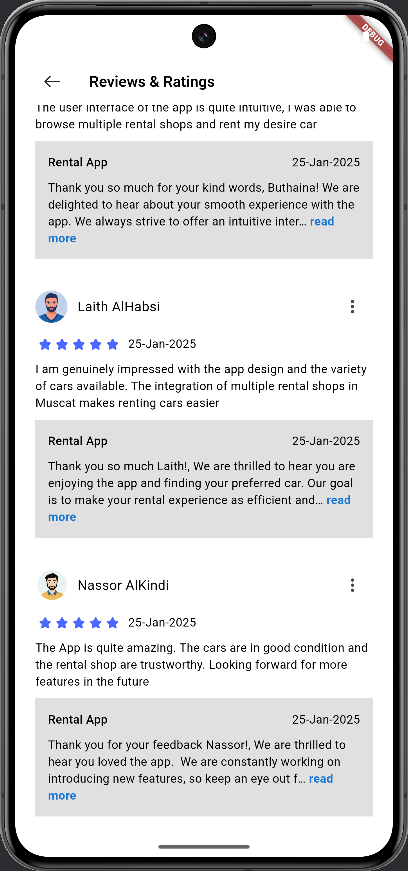 DEBUG
Reviews & Ratings
The user interface of the app is quite intuitive, I was able to
browse multiple rental shops and rent my desire car
Rental App 25-Jan-2025
Thank you so much for your kind words, Buthaina! We are
delighted to hear about your smooth experience with the
app. We always strive to offer an intuitive inter... read
more
Laith AlHabsi
25-Jan-2025
I am genuinely impressed with the app design and the variety
of cars available. The integration of multiple rental shops in
Muscat makes renting cars easier
Rental App 25-Jan-2025
Thank you so much Laith!, We are thrilled to hear you are
enjoying the app and finding your preferred car. Our goal
is to make your rental experience as efficient and... read
more
Nassor AlKindi
25-Jan-2025
The App is quite amazing. The cars are in good condition and
the rental shop are trustworthy. Looking forward for more
features in the future
Rental App 25-Jan-2025
Thank you for your feedback Nassor!, We are thrilled to
hear you loved the app.  We are constantly working on
introducing new features, so keep an eye out f... read
more